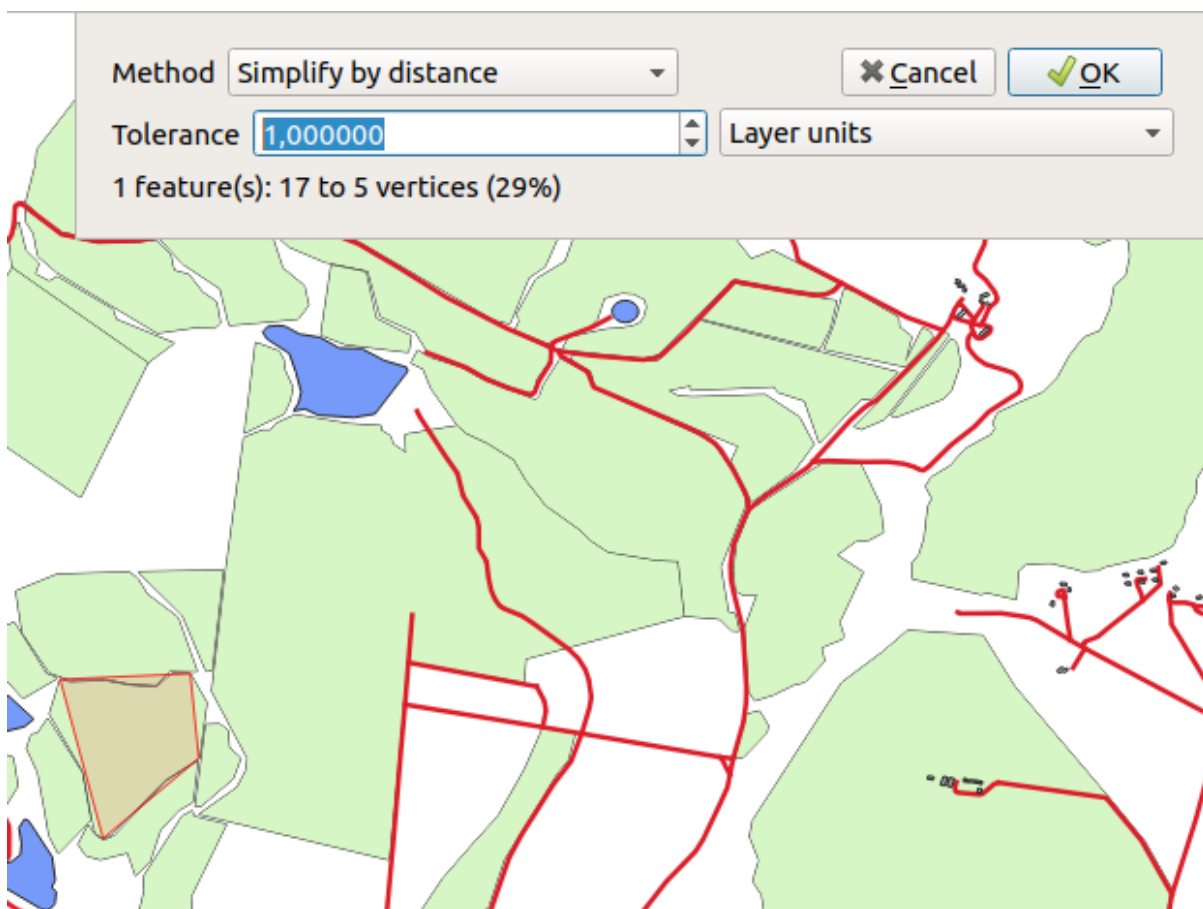 Method Simplify by distance Cancel OK
Tolerance 1,000000 Layer units
1 feature(s): 17 to 5 vertices (29%)